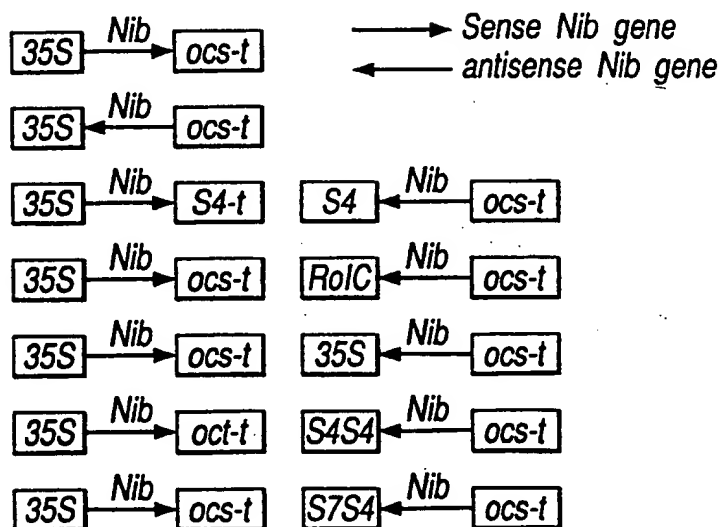 35S Nib ocs-t Sense Nib gene
antisense Nib gene
35S Nib ocs-t
35S Nib S4-t S4 Nib ocs-t
35S Nib ocs-t RolC Nib ocs-t
35S Nib ocs-t 35S Nib ocs-t
35S Nib oct-t S4S4 Nib ocs-t
35S Nib ocs-t S7S4 Nib ocs-t